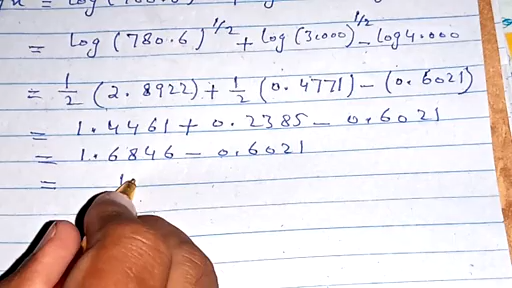 = log (780.6)^1/2 + log (3.000)^1/2 - log 4.000
= 1/2 (2.8922) + 1/2 (0.4771) - (0.6021)
= 1.4461 + 0.2385 - 0.6021
= 1.6846 - 0.6021
= 1.